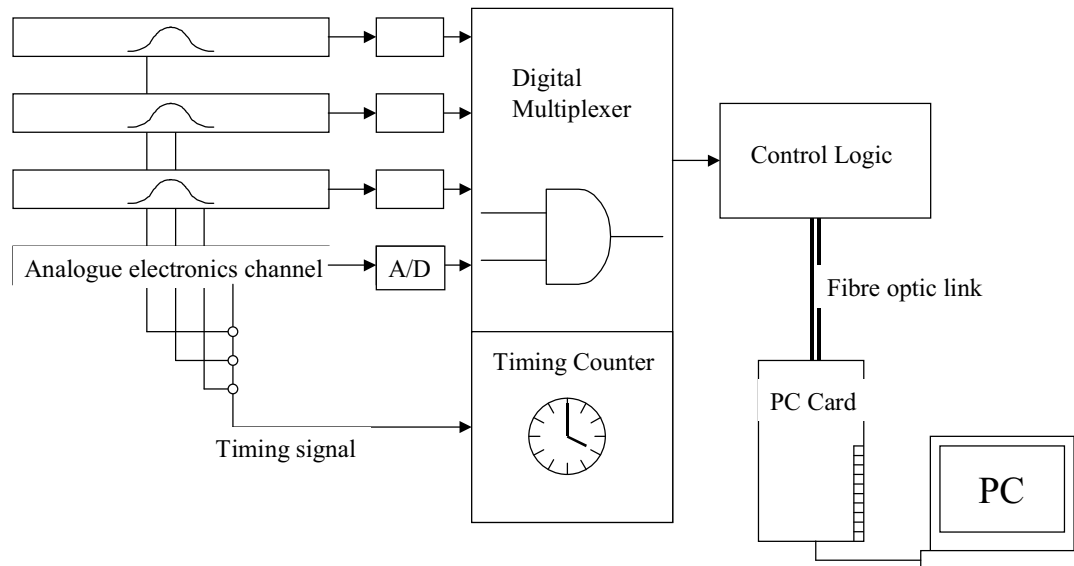 Digital
Multiplexer
Control Logic
Analogue electronics channel
A/D
Fibre optic link
Timing Counter
PC Card
Timing signal
PC